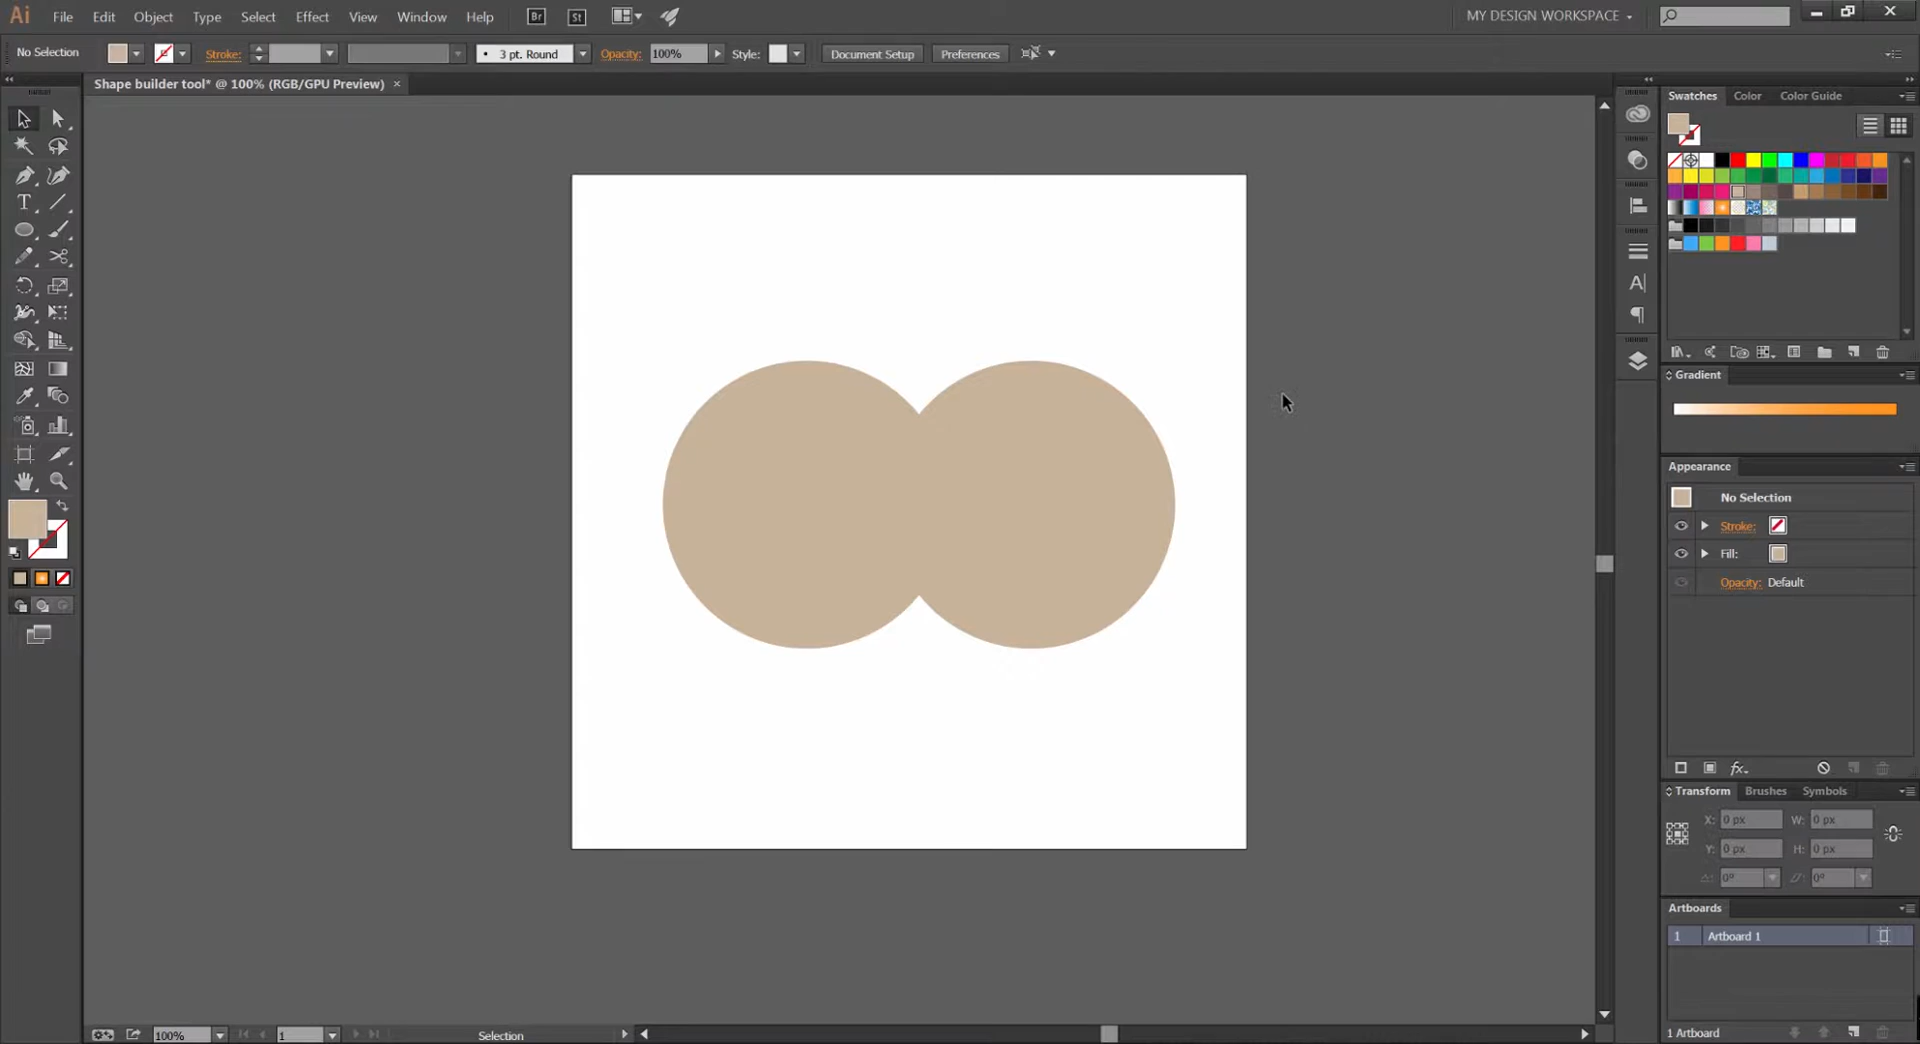 Ai File Edit Object Type Select Effect View Window Help Br St MY DESIGN WORKSPACE
No Selection Stroke: 3 pt. Round Opacity: 100% Style: Document Setup Preferences
Shape builder tool* @ 100% (RGB/GPU Preview) ×
Swatches Color Color Guide
Gradient
Appearance
No Selection
Stroke:
Fill:
Opacity: Default
fx
Transform Brushes Symbols
X: 0 px W: 0 px
Y: 0 px H: 0 px
0° 0°
Artboards
1 Artboard 1
1 Artboard
100% 1 Selection